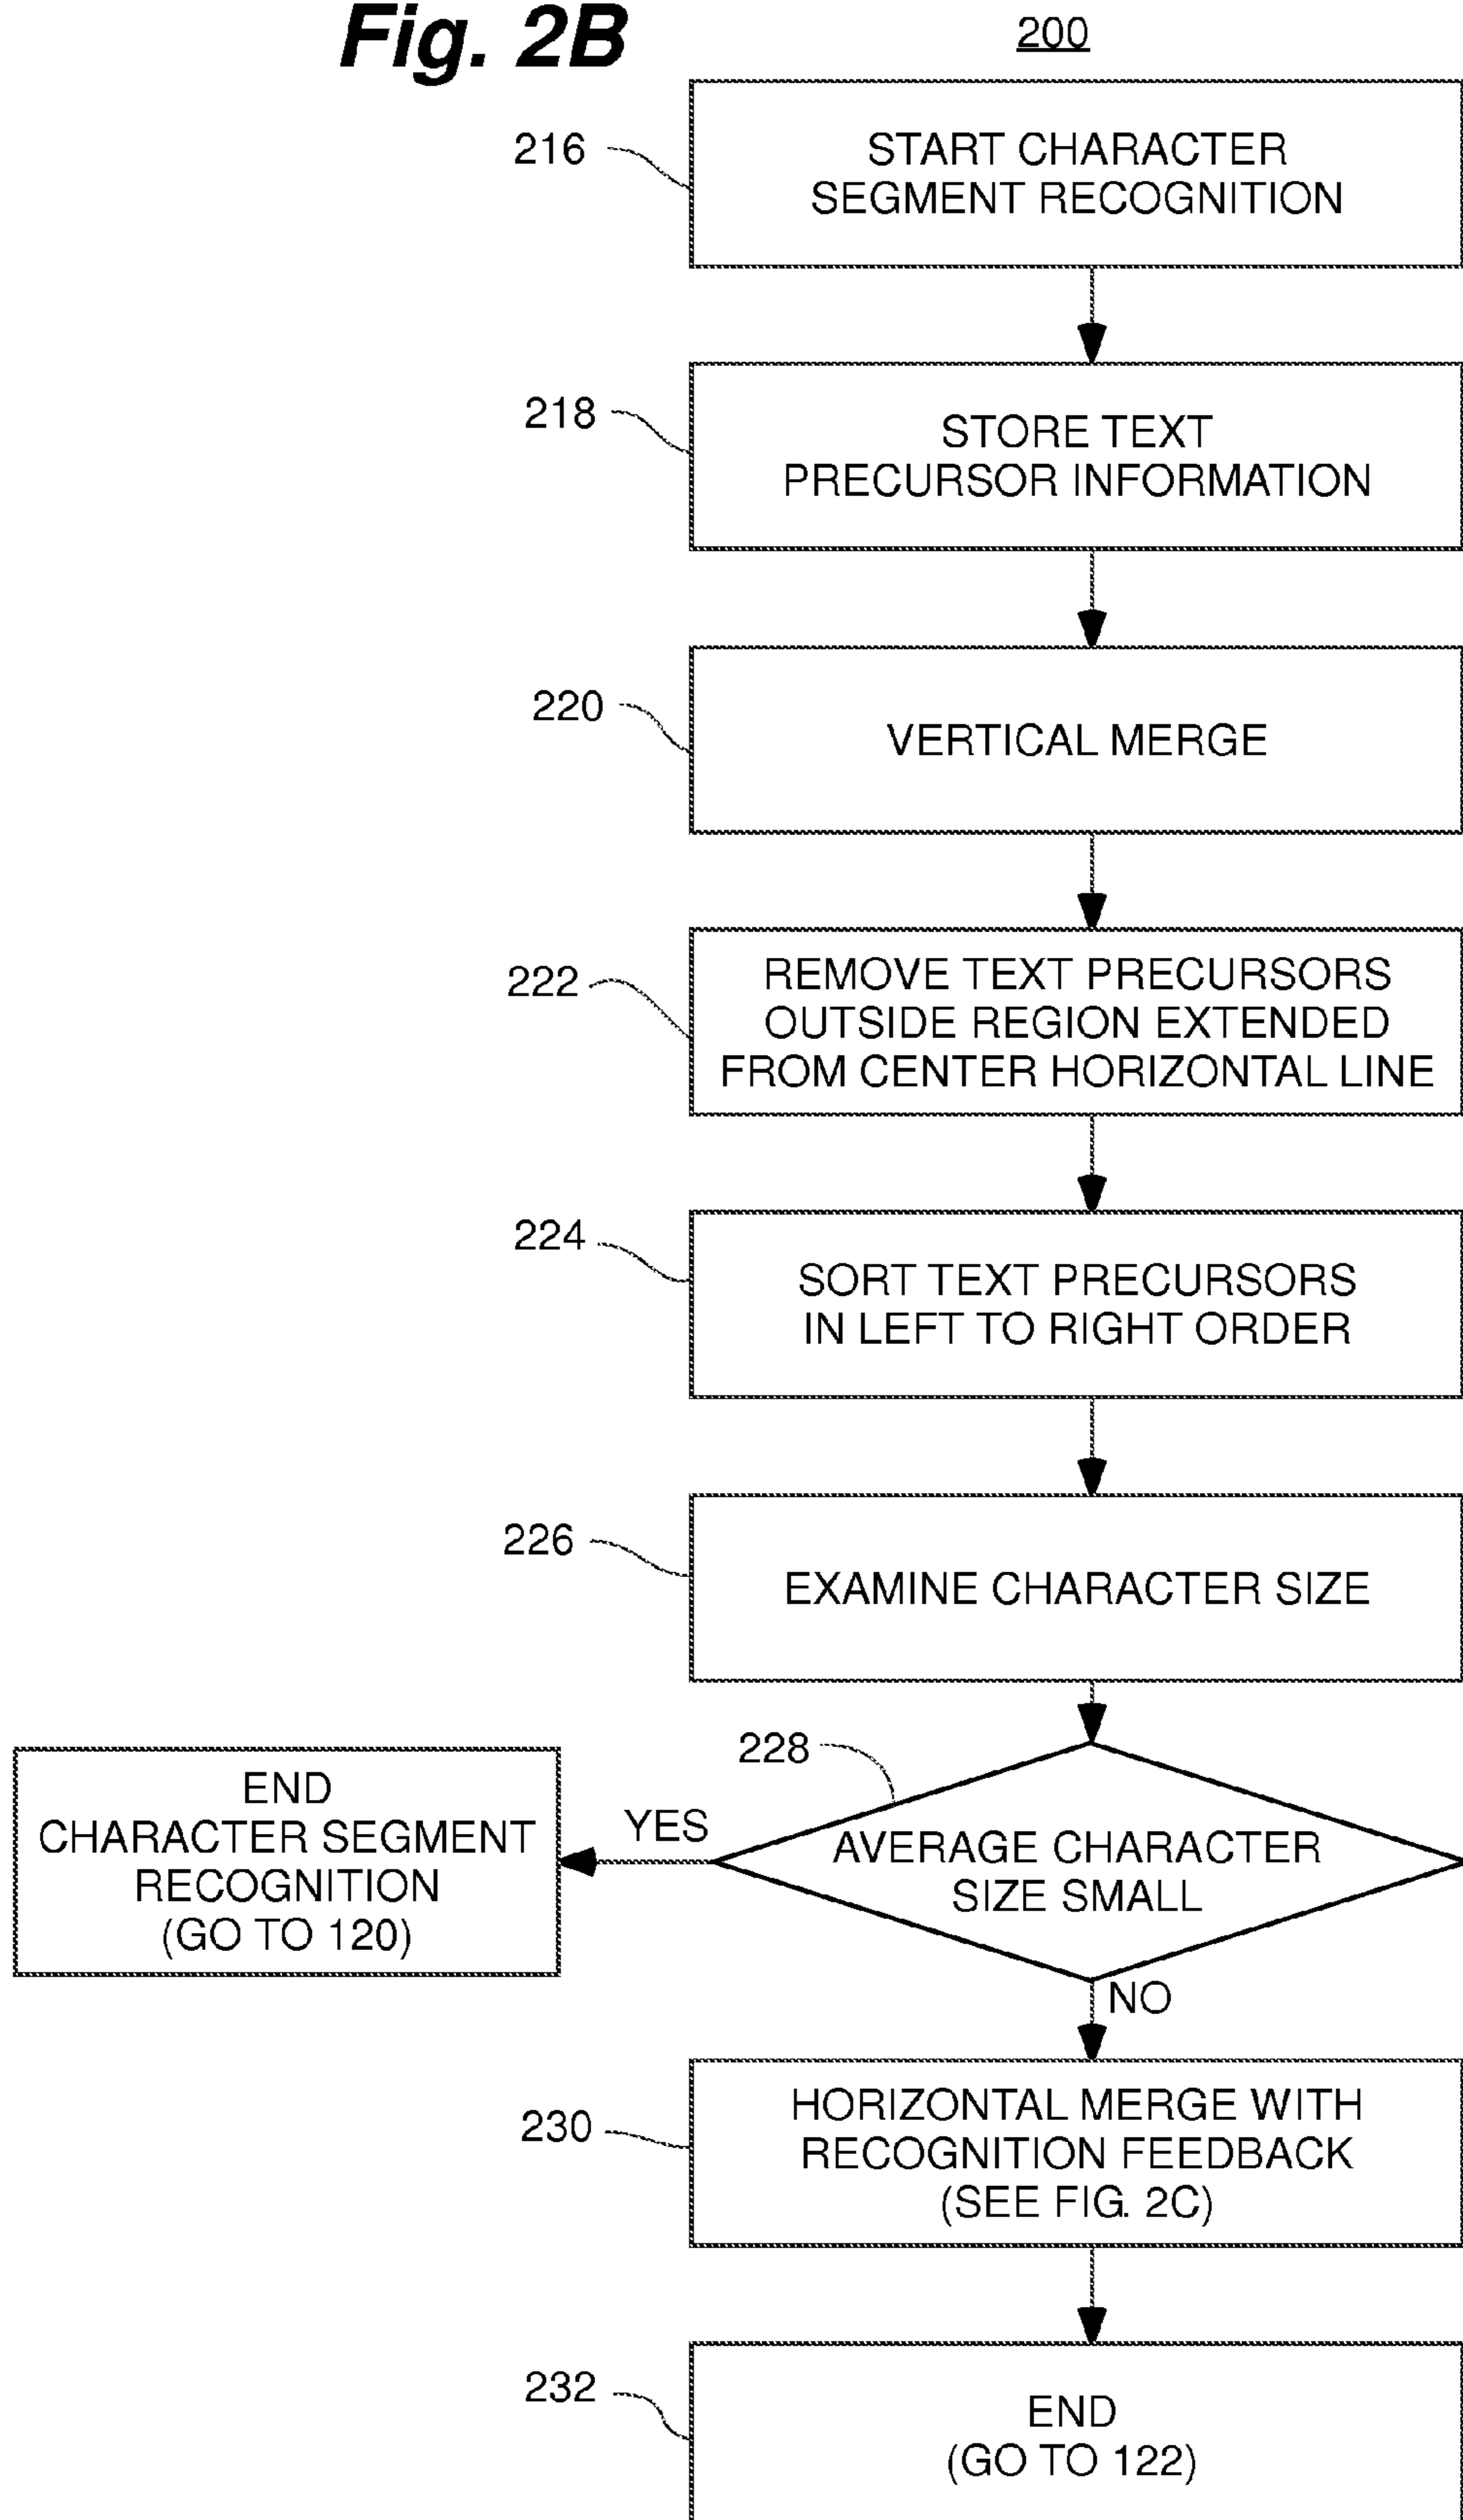 Fig. 2B
200
216
START CHARACTER
SEGMENT RECOGNITION
218
STORE TEXT
PRECURSOR INFORMATION
220
VERTICAL MERGE
222
REMOVE TEXT PRECURSORS
OUTSIDE REGION EXTENDED
FROM CENTER HORIZONTAL LINE
224
SORT TEXT PRECURSORS
IN LEFT TO RIGHT ORDER
226
EXAMINE CHARACTER SIZE
228
AVERAGE CHARACTER
SIZE SMALL
YES
END
CHARACTER SEGMENT
RECOGNITION
(GO TO 120)
NO
230
HORIZONTAL MERGE WITH
RECOGNITION FEEDBACK
(SEE FIG. 2C)
232
END
(GO TO 122)